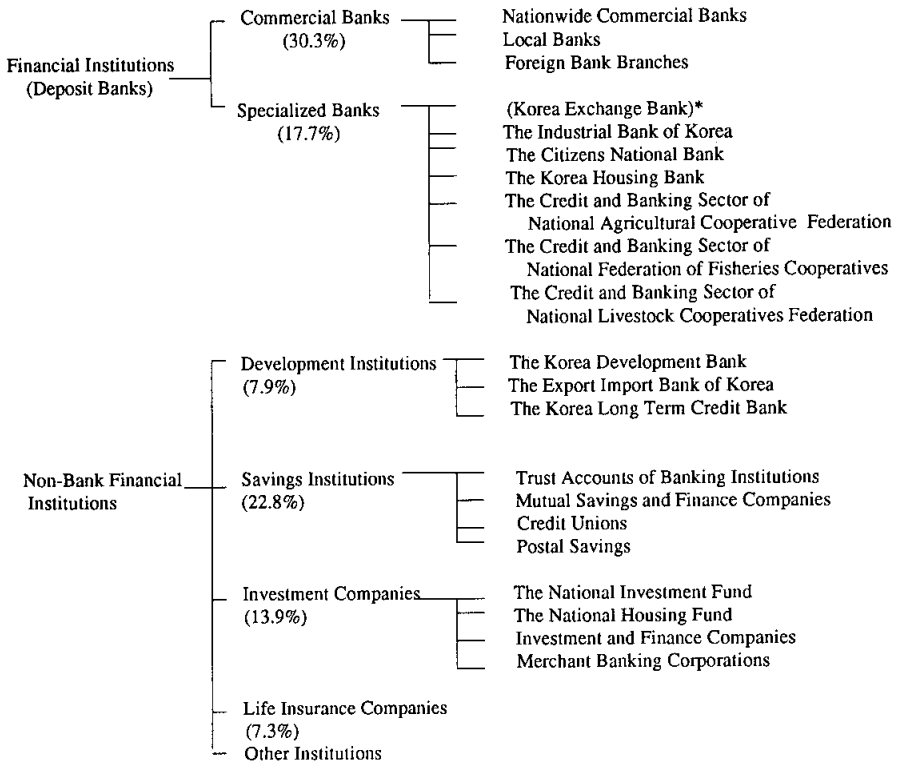 Financial Institutions
(Deposit Banks)
Commercial Banks
(30.3%)
Nationwide Commercial Banks
Local Banks
Foreign Bank Branches
Specialized Banks
(17.7%)
(Korea Exchange Bank)*
The Industrial Bank of Korea
The Citizens National Bank
The Korea Housing Bank
The Credit and Banking Sector of
National Agricultural Cooperative Federation
The Credit and Banking Sector of
National Federation of Fisheries Cooperatives
The Credit and Banking Sector of
National Livestock Cooperatives Federation
Non-Bank Financial
Institutions
Development Institutions
(7.9%)
The Korea Development Bank
The Export Import Bank of Korea
The Korea Long Term Credit Bank
Savings Institutions
(22.8%)
Trust Accounts of Banking Institutions
Mutual Savings and Finance Companies
Credit Unions
Postal Savings
Investment Companies
(13.9%)
The National Investment Fund
The National Housing Fund
Investment and Finance Companies
Merchant Banking Corporations
Life Insurance Companies
(7.3%)
Other Institutions